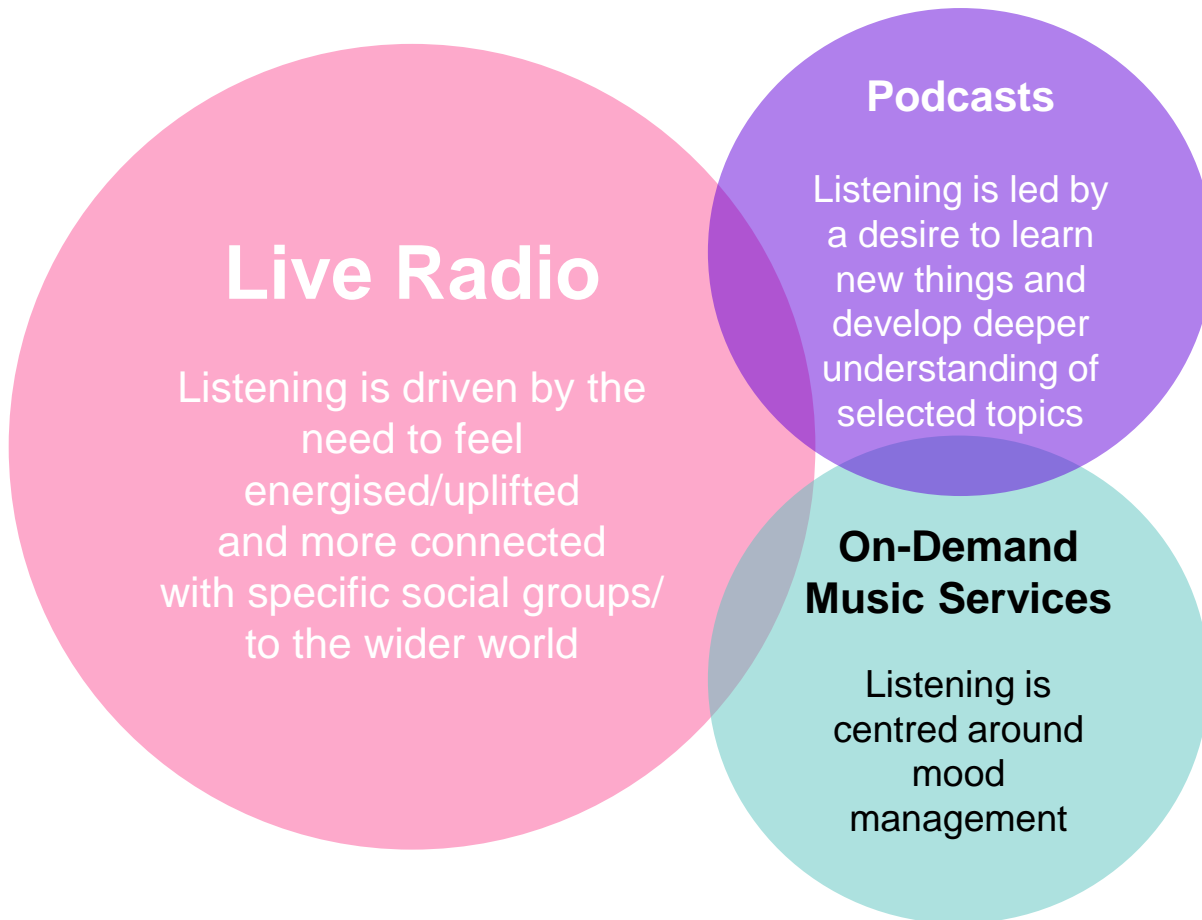 Live Radio
Listening is driven by the
need to feel
energised/uplifted
and more connected
with specific social groups/
to the wider world
Podcasts
Listening is led by
a desire to learn
new things and
develop deeper
understanding of
selected topics
On-Demand
Music Services
Listening is
centred around
mood
management